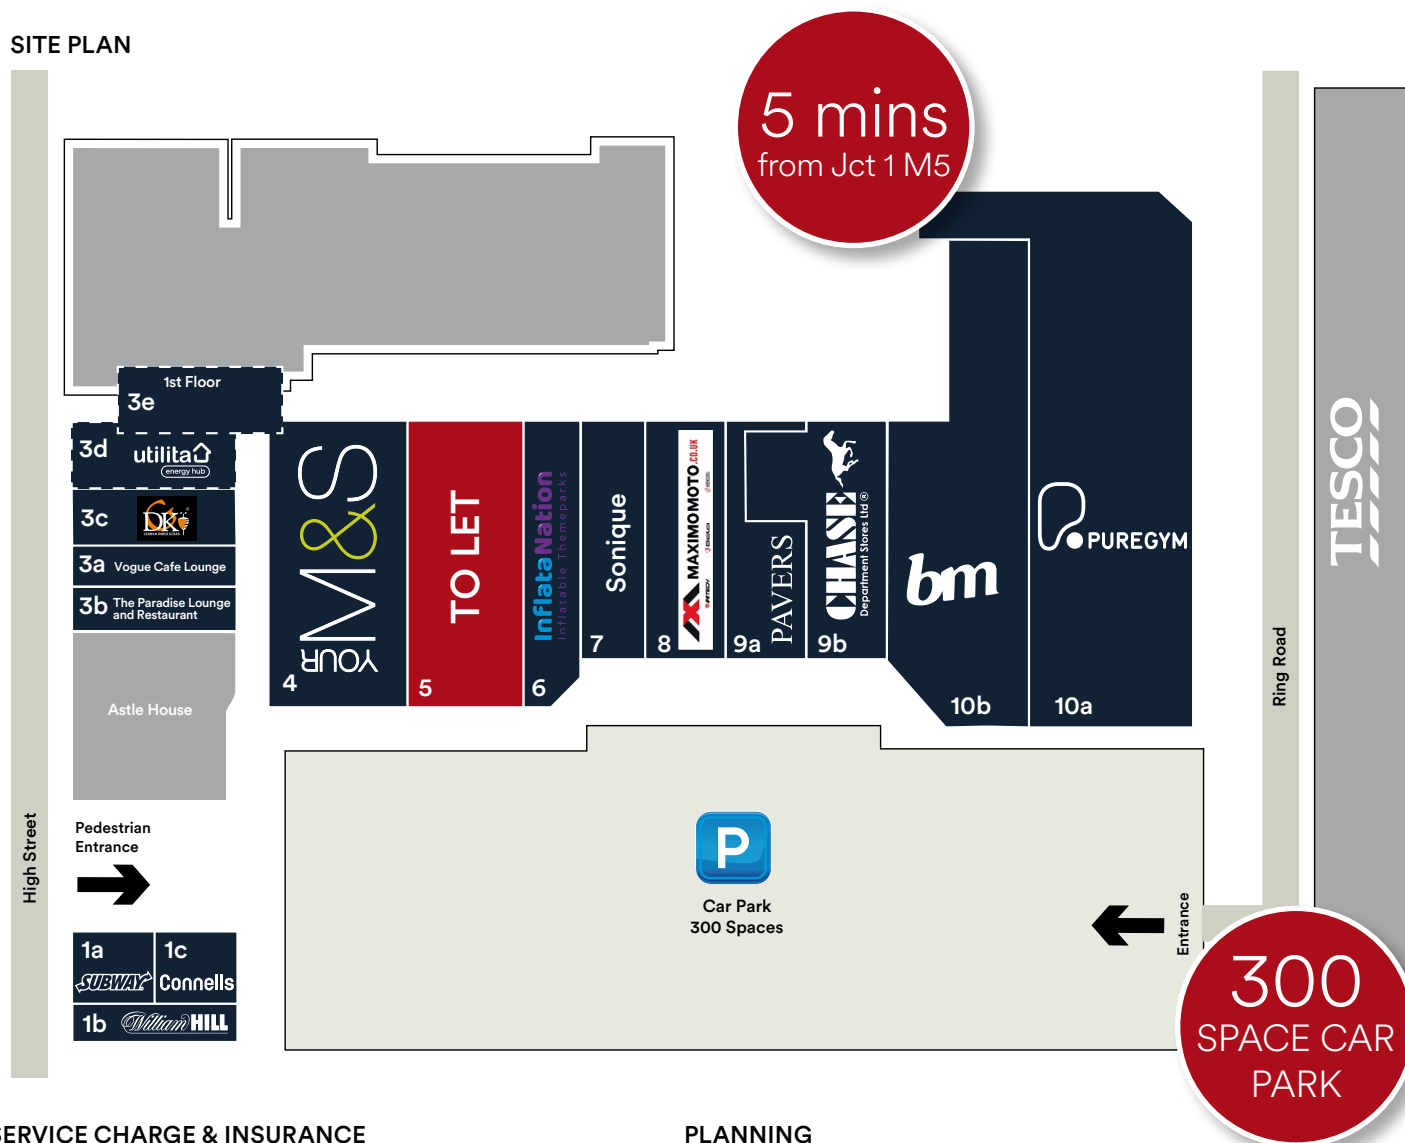 SITE PLAN
5 mins
from Jct 1 M5
1st Floor
3e
3d
utilita
energy hub
3c
GDK
GERMAN DONER KEBAB
3a Vogue Cafe Lounge
3b The Paradise Lounge
and Restaurant
Astle House
YOUR M&S
4
TO LET
5
InflataNation
Inflatable Themeparks
6
Sonique
7
MAXIMOMOTO.CO.UK
8
PAVERS
9a
CHASE
Department Stores Ltd®
9b
bm
10b
PUREGYM
10a
TESCO
Ring Road
High Street
Pedestrian
Entrance
P
Car Park
300 Spaces
Entrance
1a
SUBWAY
1c
Connells
1b William HILL
300
SPACE CAR
PARK
SERVICE CHARGE & INSURANCE
PLANNING